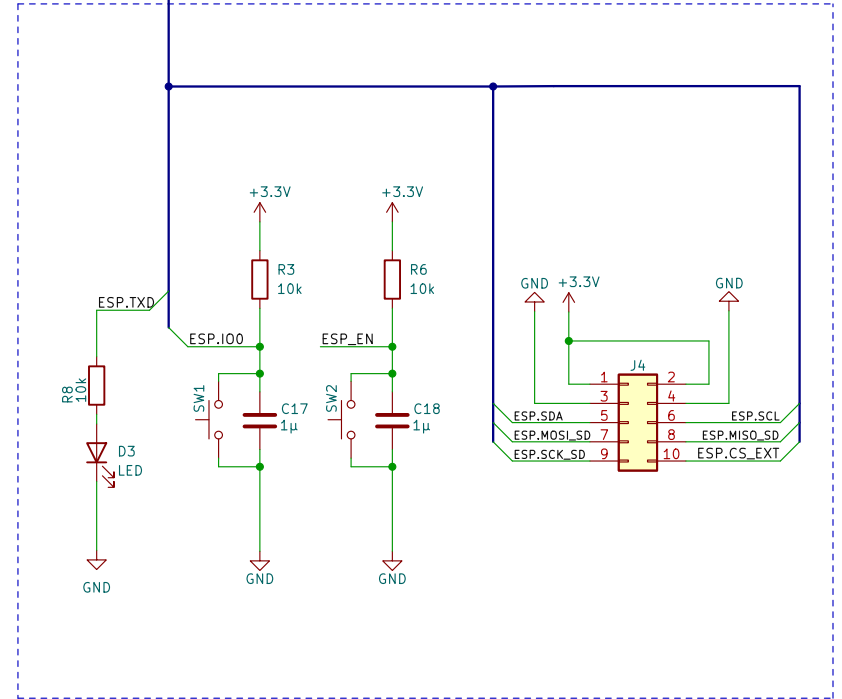 +3.3V
+3.3V
R3
10k
R6
10k
GND
+3.3V
GND
ESP.TXD
ESP.IO0
ESP_EN
J4
R8
10k
SW1
C17
1µ
SW2
C18
1µ
1
2
3
4
ESP.SDA
5
6
ESP.SCL
ESP.MOSI_SD
7
8
ESP.MISO_SD
ESP.SCK_SD
9
10
ESP.CS_EXT
D3
LED
GND
GND
GND